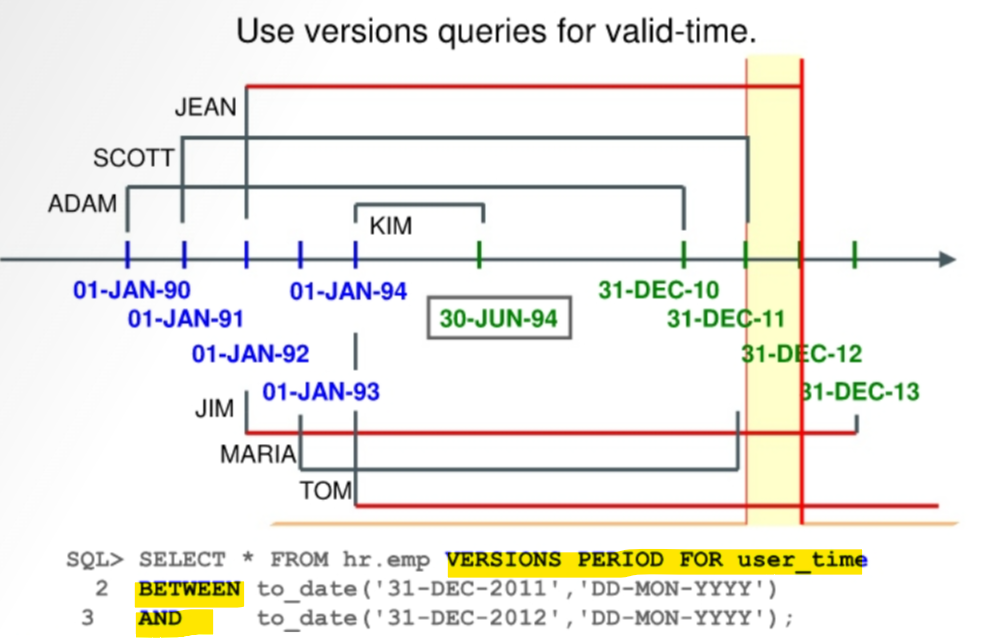 Use versions queries for valid-time.
JEAN
SCOTT
ADAM
KIM
01-JAN-90
01-JAN-94
31-DEC-10
01-JAN-91
30-JUN-94
31-DEC-11
01-JAN-92
31-DEC-12
01-JAN-93
31-DEC-13
JIM
MARIA
TOM
SQL> SELECT * FROM hr.emp VERSIONS PERIOD FOR user_time
2 BETWEEN to_date('31-DEC-2011','DD-MON-YYYY')
3 AND to_date('31-DEC-2012','DD-MON-YYYY');